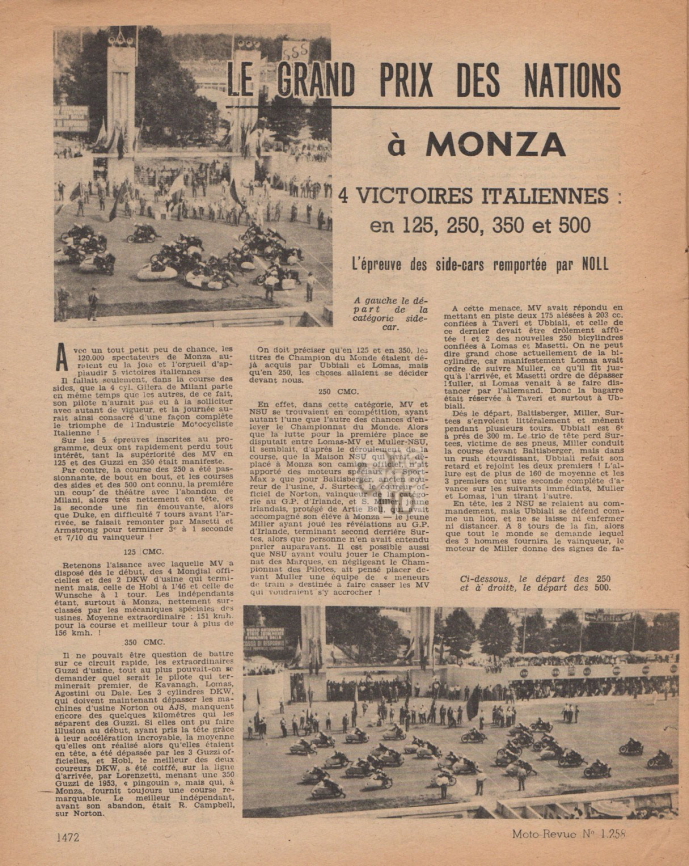 LE GRAND PRIX DES NATIONS
à MONZA
4 VICTOIRES ITALIENNES :
en 125, 250, 350 et 500
L'épreuve des side-cars remportée par NOLL
A gauche le dé-
part de la
catégorie side-
car.
Avec un tout petit peu de chance, les
120.000 spectateurs de Monza au-
raient eu la joie et l'orgueil d'ap-
plaudir 5 victoires italiennes
Il fallait seulement, dans la course des
sides, que la 4 cyl. Gilera de Milani parte
en même temps que les autres, de ce fait,
son pilote n'aurait pas eu à la solliciter
avec autant de vigueur, et la journée au-
rait ainsi consacré d'une façon complète
le triomphe de l'Industrie Motocycliste
Italienne !
Sur les 5 épreuves inscrites au
programme, deux ont rapidement perdu tout
intérêt, tant la supériorité des MV en
125 et des Guzzi en 350 était manifeste.
Par contre, la course des 250 a été pas-
sionnante, de bout en bout, et les courses
des sides et des 500 ont connu, la première
un coup de théâtre avec l'abandon de
Milani, alors très nettement en tête, et
la seconde une fin émouvante, alors
que Duke, en difficulté 7 tours avant l'ar-
rivée, se faisait remonter par Masetti et
Armstrong pour terminer 3e à 1 seconde
et 7/10 du vainqueur !
125 CMC.
Retenons l'aisance avec laquelle MV a
disposé dès le début, des 4 Mondial offi-
cielles et des 2 DKW d'usine qui termi-
nent mais, celle de Hobl à 1'40 et celle de
Wunsche à 1 tour. Les indépendants
étant, surtout à Monza, nettement sur-
classés par les mécaniques spéciales des
usines. Moyenne extraordinaire : 151 kmh.
pour la course et meilleur tour à plus de
156 kmh. !
350 CMC.
Il ne pouvait être question de battre
sur ce circuit rapide, les extraordinaires
Guzzi d'usine, tout au plus pouvait-on se
demander quel serait le pilote qui ter-
minerait premier, de Kavanagh, Lomas,
Agostini ou Dale. Les 3 cylindres DKW,
qui doivent maintenant dépasser les ma-
chines d'usine Norton ou AJS, manquent
encore des quelques kilomètres qui les
séparent des Guzzi. Si elles ont pu faire
illusion au début, ayant pris la tête grâce
à leur accélération incroyable, la moyenne
qu'elles ont réalisé alors qu'elles étaient
en tête, a été dépassée par les 3 Guzzi of-
ficielles, et Hobl, le meilleur des deux
coureurs DKW, a été coiffé, sur la ligne
d'arrivée, par Lorenzetti, menant une 350
Guzzi de 1953, « pingouin », mais qui, à
Monza, fournit toujours une course re-
marquable. Le meilleur indépendant,
avant son abandon, était R. Campbell,
sur Norton.
On doit préciser qu'en 125 et en 350, les
titres de Champion du Monde étaient dé-
jà acquis par Ubbiali et Lomas, mais
qu'en 250, les choses allaient se décider
devant nous.
250 CMC.
En effet, dans cette catégorie, MV et
NSU se trouvaient en compétition, ayant
autant l'une que l'autre des chances d'en-
lever le Championnat du Monde. Alors
que la lutte pour la première place se
disputait entre Lomas-MV et Muller-NSU,
il semblait, d'après le déroulement de la
course, que la Maison NSU qui avait dé-
placé à Monza son camion officiel
apporté des moteurs spéciaux « Sport-
Max » que pour Baltisberger, le cou-
reur de l'usine, J. Surtees, le coureur of-
ficiel de Norton, vainqueur
au G.P. d'Irlande, et S. Miller, jeune
irlandais, protégé de Artie Bell
accompagné son élève à Monza — le jeune
Miller ayant joué les révélations au G.P.
d'Irlande, terminant second derrière Sur-
tees, alors que personne n'en avait entendu
parler auparavant. Il est possible aussi
que NSU ayant voulu jouer le Champion-
nat des Marques, en négligeant le Cham-
pionnat des Pilotes, ait pensé placer de-
vant Muller une équipe de « meneurs
de train » destinée à faire casser les MV
qui voudraient s'y accrocher !
A cette menace, MV avait répondu en
mettant en piste deux 175 alésées à 203 cc.
confiées à Taveri et Ubbiali, et celle de
ce dernier devait être drôlement affû-
tée ! et 2 des nouvelles 250 bicylindres
confiées à Lomas et Masetti. On ne peut
dire grand chose actuellement de la bi-
cylindre, car manifestement Lomas avait
ordre de suivre Muller, ce qu'il fit jus-
qu'à l'arrivée, et Masetti ordre de dépasser
Muller, si Lomas venait à se faire dis-
tancer par l'allemand. Donc la bagarre
était réservée à Taveri et surtout à Ub-
biali.
Dès le départ, Baltisberger, Miller, Sur-
tees s'envolent littéralement et mènent
pendant plusieurs tours. Ubbiali est 6e
à près de 300 m. Le trio de tête perd Sur-
tees, victime de ses pneus, Miller conduit
la course devant Baltisberger, mais dans
un rush étourdissant, Ubbiali refait son
retard et rejoint les deux premiers ! L'al-
lure est de plus de 160 de moyenne et les
3 premiers ont une seconde complète d'a-
vance sur les suivants immédiats, Muller
et Lomas, l'un tirant l'autre.
En tête, les 3 NSU se relaient au com-
mandement, mais Ubbiali se défend com-
me un lion, et ne se laisse ni enfermer
ni distancer. A 8 tours de la fin, alors
que tout le monde se demande lequel
des 3 hommes fournira le vainqueur, le
moteur de Miller donne des signes de fa-
Ci-dessous, le départ des 250
et à droite, le départ des 500.
1472
Moto-Revue N° 1.258